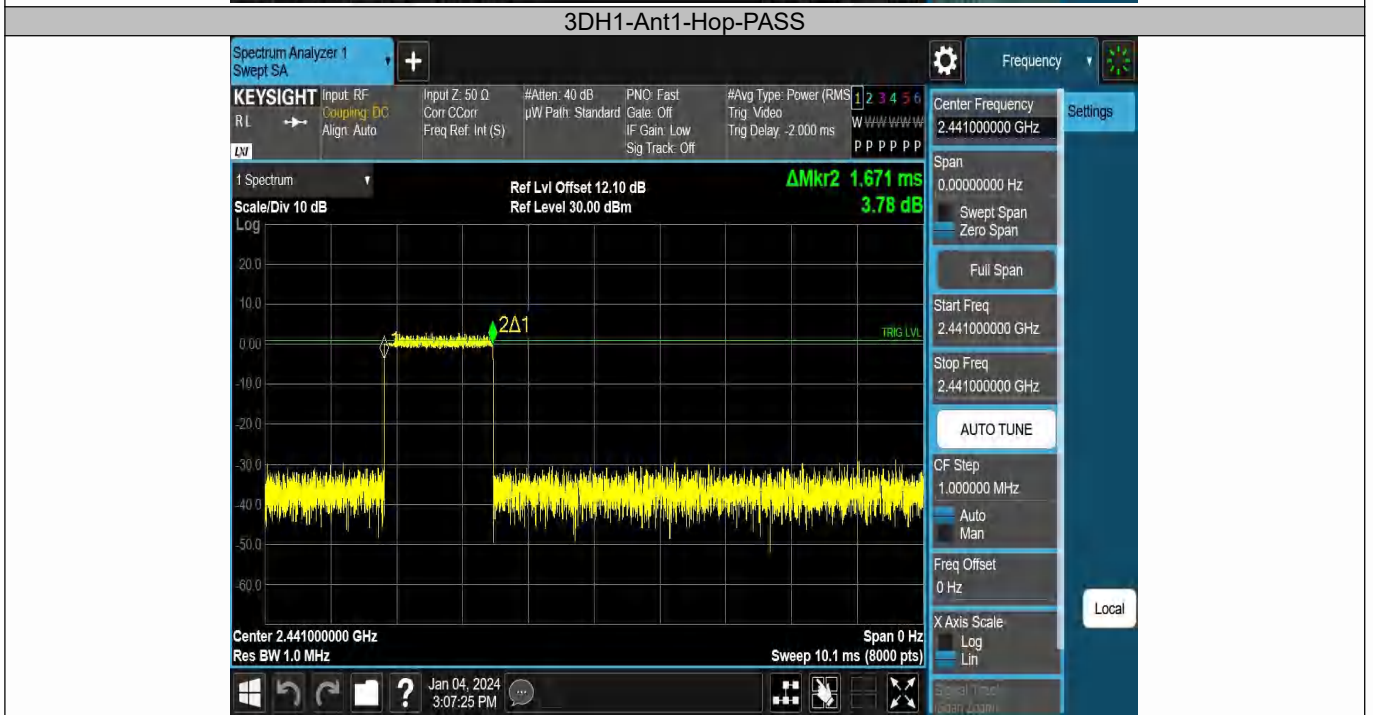 3DH1-Ant1-Hop-PASS
Spectrum Analyzer 1
Swept SA
Frequency
KEYSIGHT
RL
LXI
Input: RF
Coupling: DC
Align: Auto
Input Z: 50 Ω
Corr CCorr
Freq Ref: Int (S)
#Atten: 40 dB
µW Path: Standard
PNO: Fast
Gate: Off
IF Gain: Low
Sig Track: Off
#Avg Type: Power (RMS
Trig: Video
Trig Delay: -2.000 ms
1 2 3 4 5 6
W W W W W W
P P P P P P
1 Spectrum
Scale/Div 10 dB
Log
Ref Lvl Offset 12.10 dB
Ref Level 30.00 dBm
ΔMkr2 1.671 ms
3.78 dB
20.0
10.0
0.00
-10.0
-20.0
-30.0
-40.0
-50.0
-60.0
1
2Δ1
TRIG LVL
Center 2.441000000 GHz
Res BW 1.0 MHz
Span 0 Hz
Sweep 10.1 ms (8000 pts)
Center Frequency
2.441000000 GHz
Settings
Span
0.00000000 Hz
Swept Span
Zero Span
Full Span
Start Freq
2.441000000 GHz
Stop Freq
2.441000000 GHz
AUTO TUNE
CF Step
1.000000 MHz
Auto
Man
Freq Offset
0 Hz
X Axis Scale
Log
Lin
Signal Track
(Span Zoom)
Local
?
Jan 04, 2024
3:07:25 PM